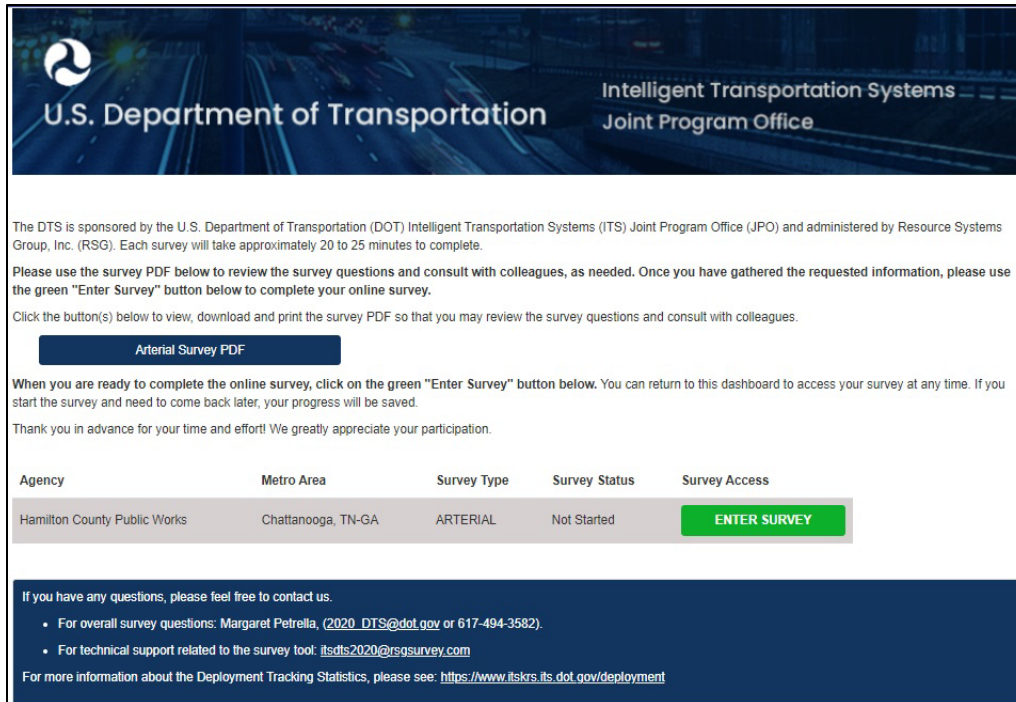 U.S. Department of Transportation
Intelligent Transportation Systems
Joint Program Office
The DTS is sponsored by the U.S. Department of Transportation (DOT) Intelligent Transportation Systems (ITS) Joint Program Office (JPO) and administered by Resource Systems
Group, Inc. (RSG). Each survey will take approximately 20 to 25 minutes to complete.
Please use the survey PDF below to review the survey questions and consult with colleagues, as needed. Once you have gathered the requested information, please use
the green "Enter Survey" button below to complete your online survey.
Click the button(s) below to view, download and print the survey PDF so that you may review the survey questions and consult with colleagues.
Arterial Survey PDF
When you are ready to complete the online survey, click on the green "Enter Survey" button below. You can return to this dashboard to access your survey at any time. If you
start the survey and need to come back later, your progress will be saved.
Thank you in advance for your time and effort! We greatly appreciate your participation.
Agency Metro Area Survey Type Survey Status Survey Access
Hamilton County Public Works Chattanooga, TN-GA ARTERIAL Not Started ENTER SURVEY
If you have any questions, please feel free to contact us.
• For overall survey questions: Margaret Petrella, (2020_DTS@dot.gov or 617-494-3582).
• For technical support related to the survey tool: itsdts2020@rsgsurvey.com
For more information about the Deployment Tracking Statistics, please see: https://www.itskrs.its.dot.gov/deployment